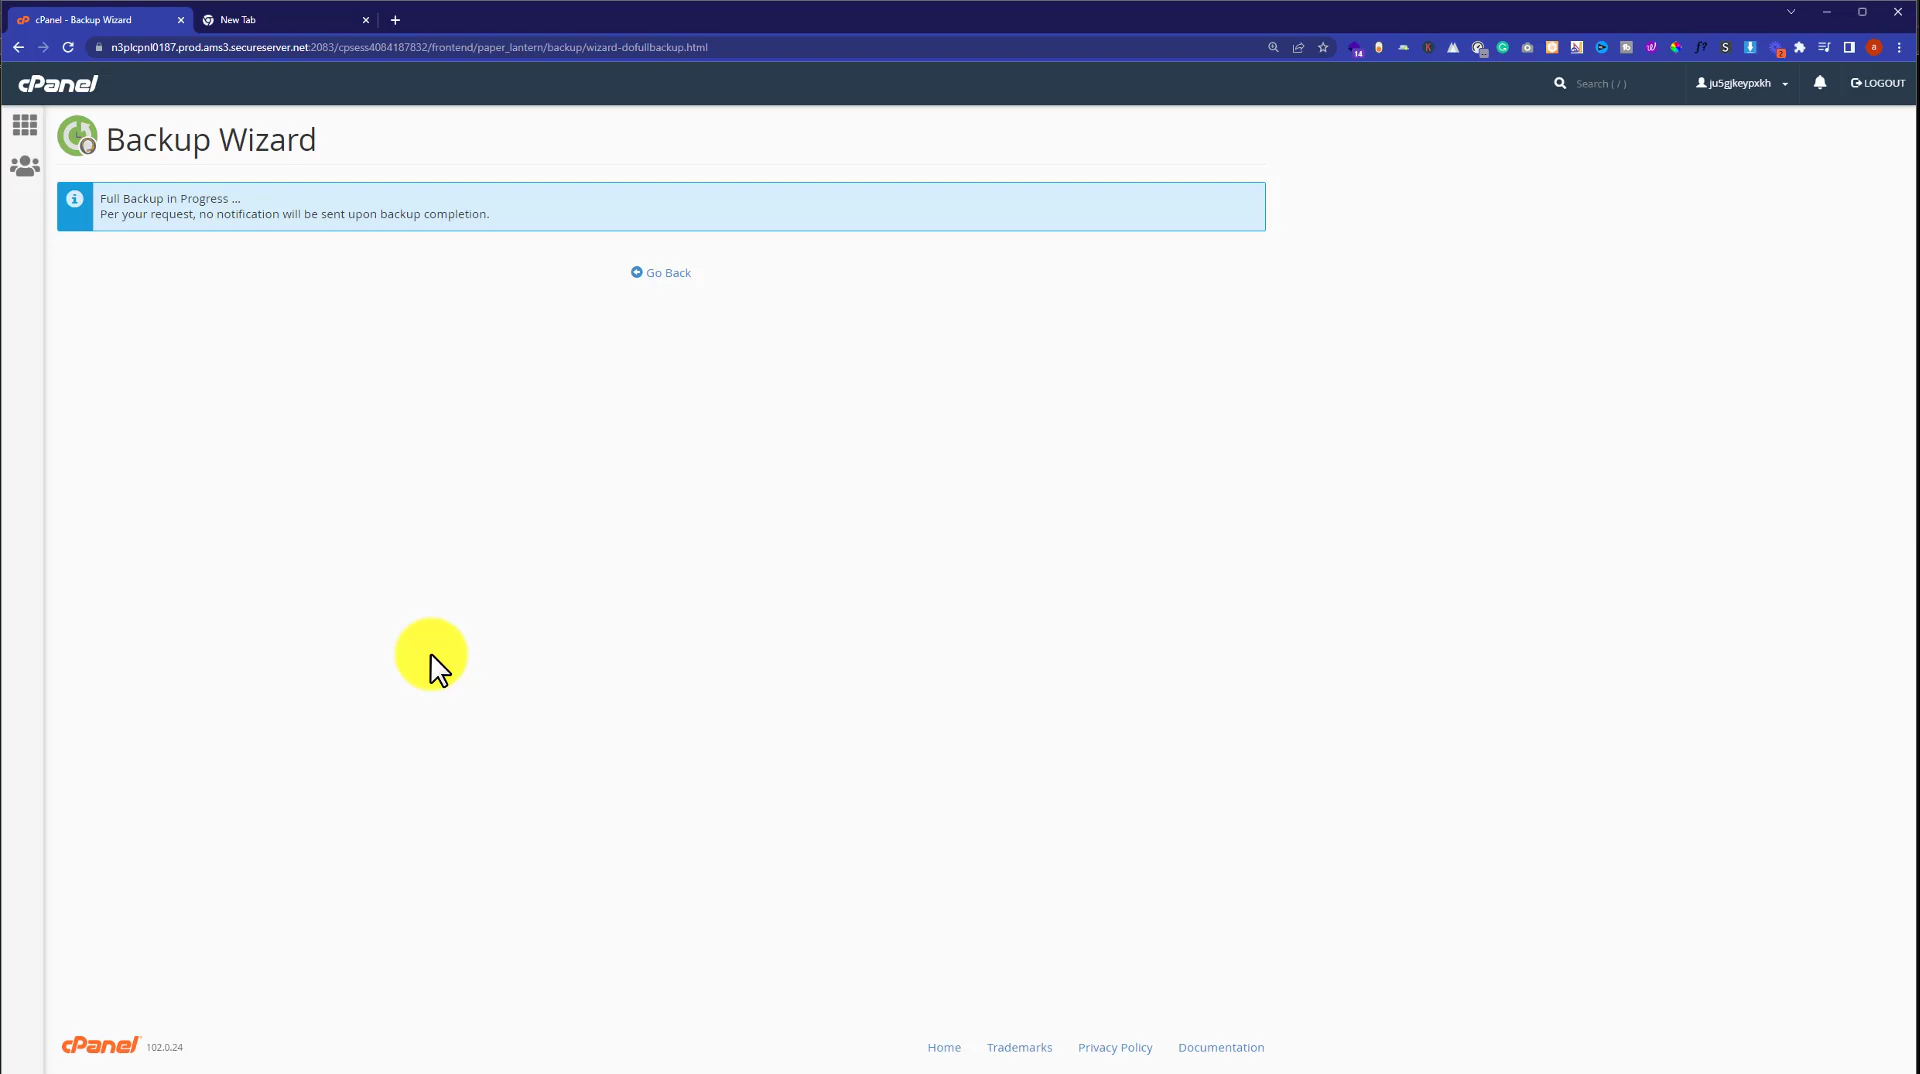 cPanel - Backup Wizard
New Tab
n3plcpnl0187.prod.ams3.secureserver.net:2083/cpsess4084187832/frontend/paper_lantern/backup/wizard-dofullbackup.html
14
cPanel
Search ( / )
ju5gjkeypxkh
LOGOUT
Backup Wizard
Full Backup in Progress ...
Per your request, no notification will be sent upon backup completion.
Go Back
cPanel 102.0.24
Home
Trademarks
Privacy Policy
Documentation